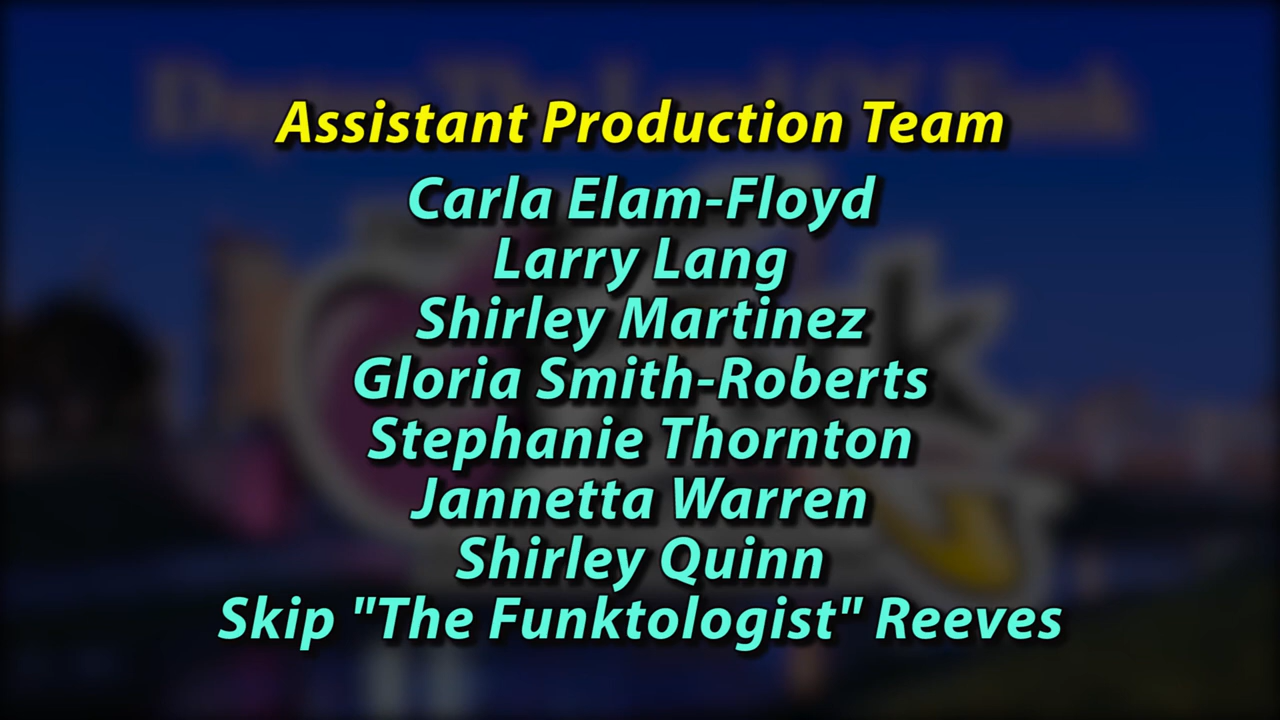 Assistant Production Team
Carla Elam-Floyd
Larry Lang
Shirley Martinez
Gloria Smith-Roberts
Stephanie Thornton
Jannetta Warren
Shirley Quinn
Skip "The Funktologist" Reeves